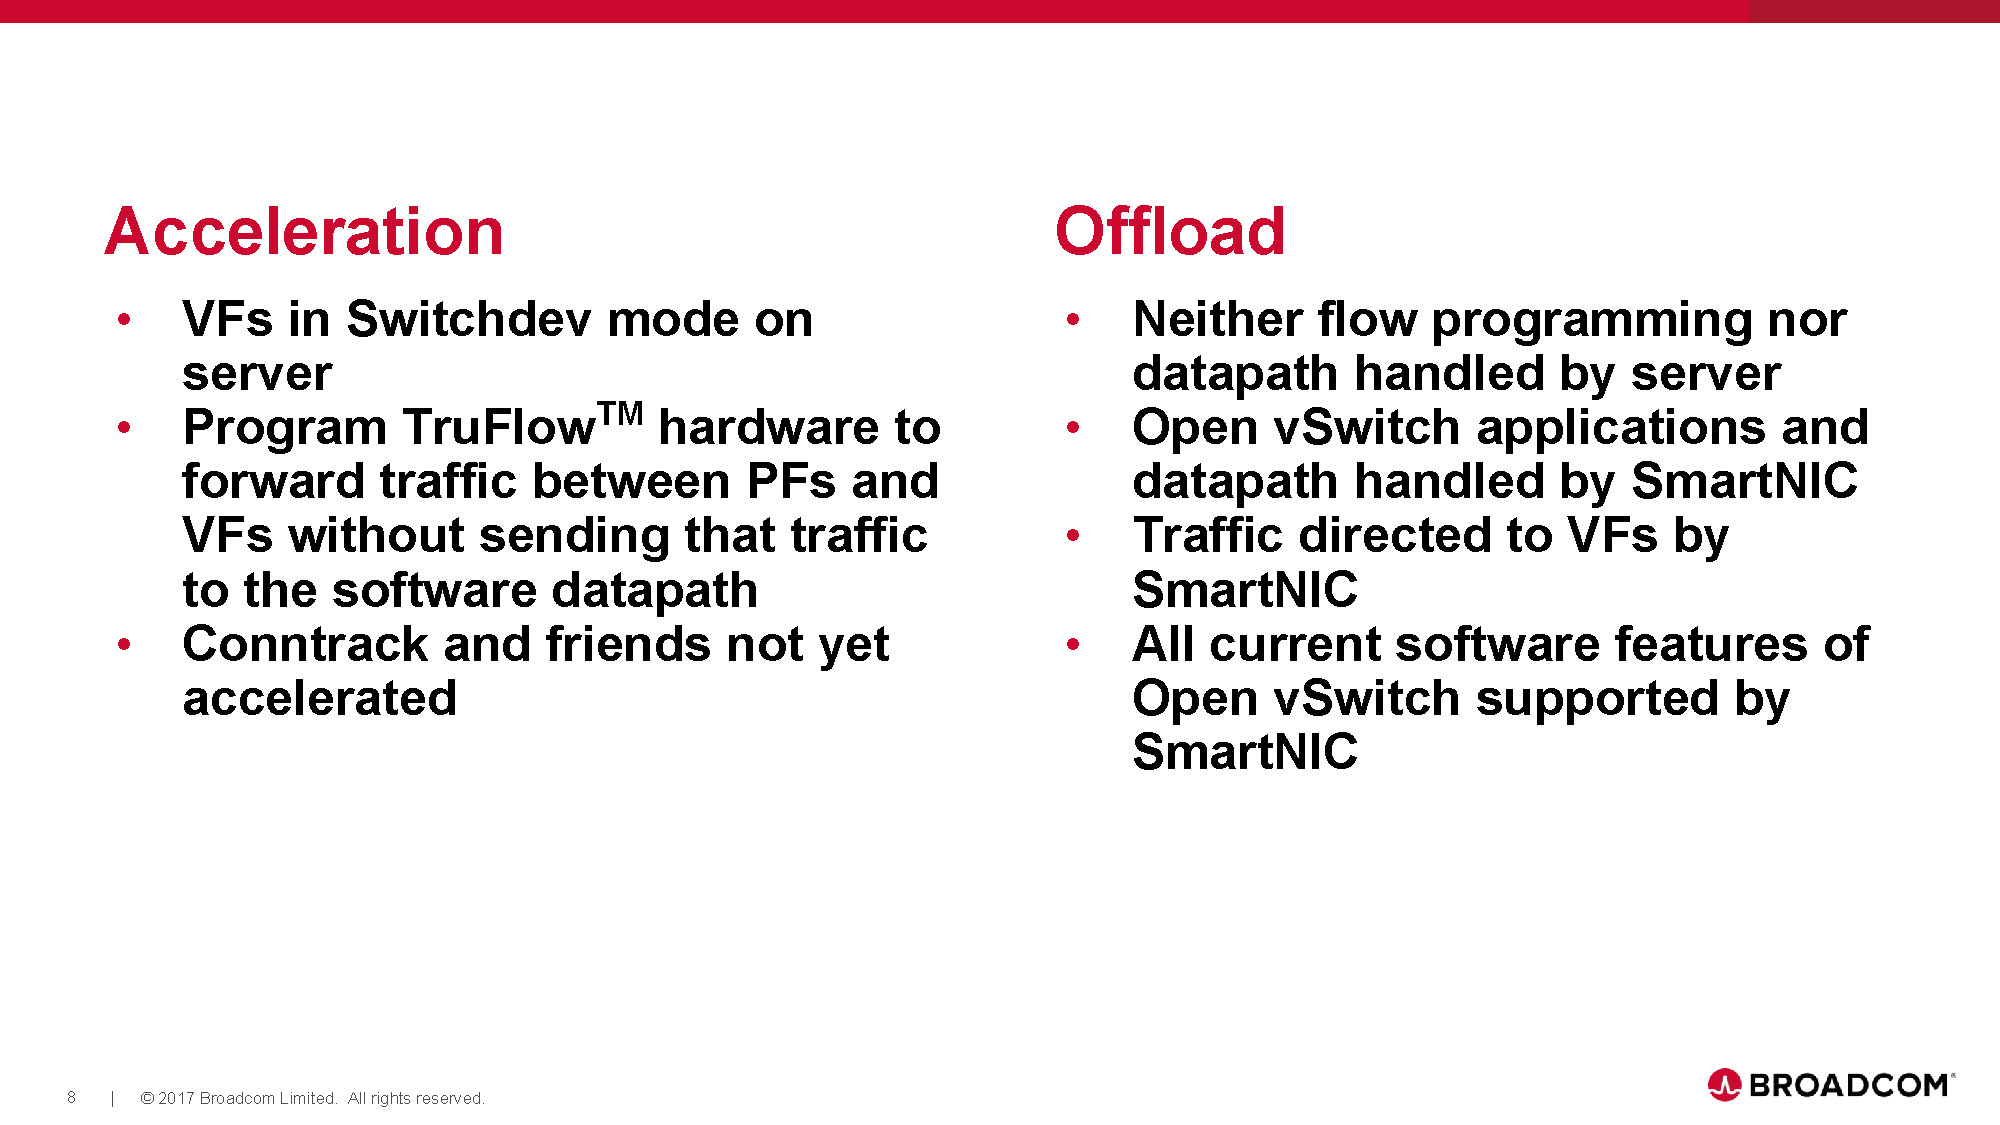 Acceleration
• VFs in Switchdev mode on
server
• Program TruFlow™ hardware to
forward traffic between PFs and
VFs without sending that traffic
to the software datapath
• Conntrack and friends not yet
accelerated
Offload
• Neither flow programming nor
datapath handled by server
• Open vSwitch applications and
datapath handled by SmartNIC
• Traffic directed to VFs by
SmartNIC
• All current software features of
Open vSwitch supported by
SmartNIC
8 | © 2017 Broadcom Limited. All rights reserved.
BROADCOM®